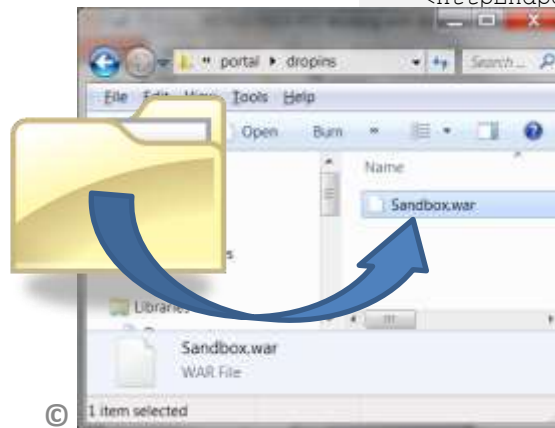 <httpEndpo
portal ▸ dropins
Search...
File Edit View Tools Help
Open Burn »
Name
Sandbox.war
Libraries
Sandbox.war
WAR File
©
1 item selected